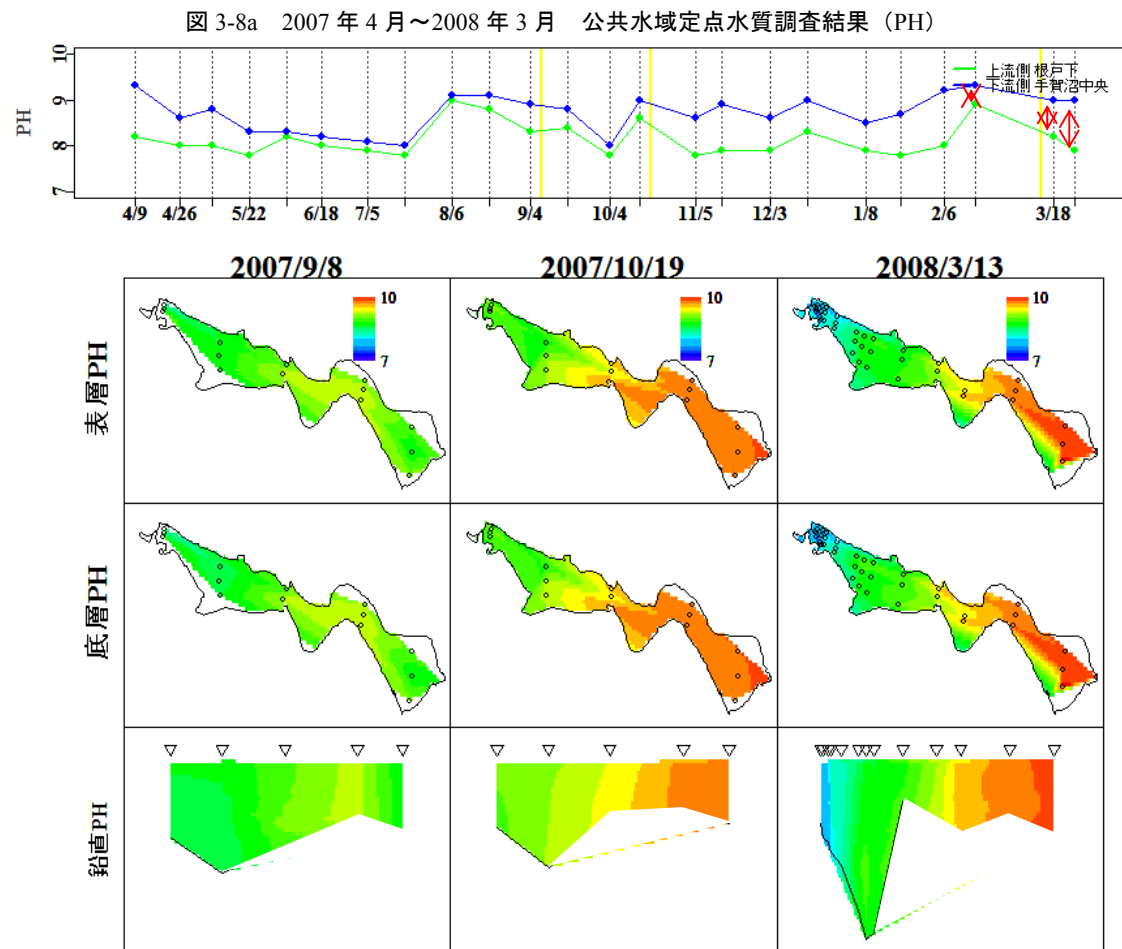 図 3-8a 2007 年 4 月～2008 年 3 月 公共水域定点水質調査結果（PH）
10
9
8
7
PH
上流側 根戸下
下流側 手賀沼中央
4/9 4/26 5/22 6/18 7/5 8/6 9/4 10/4 11/5 12/3 1/8 2/6 3/18
2007/9/8 2007/10/19 2008/3/13
表層PH
10 10 10
7 7 7
底層PH
鉛直PH